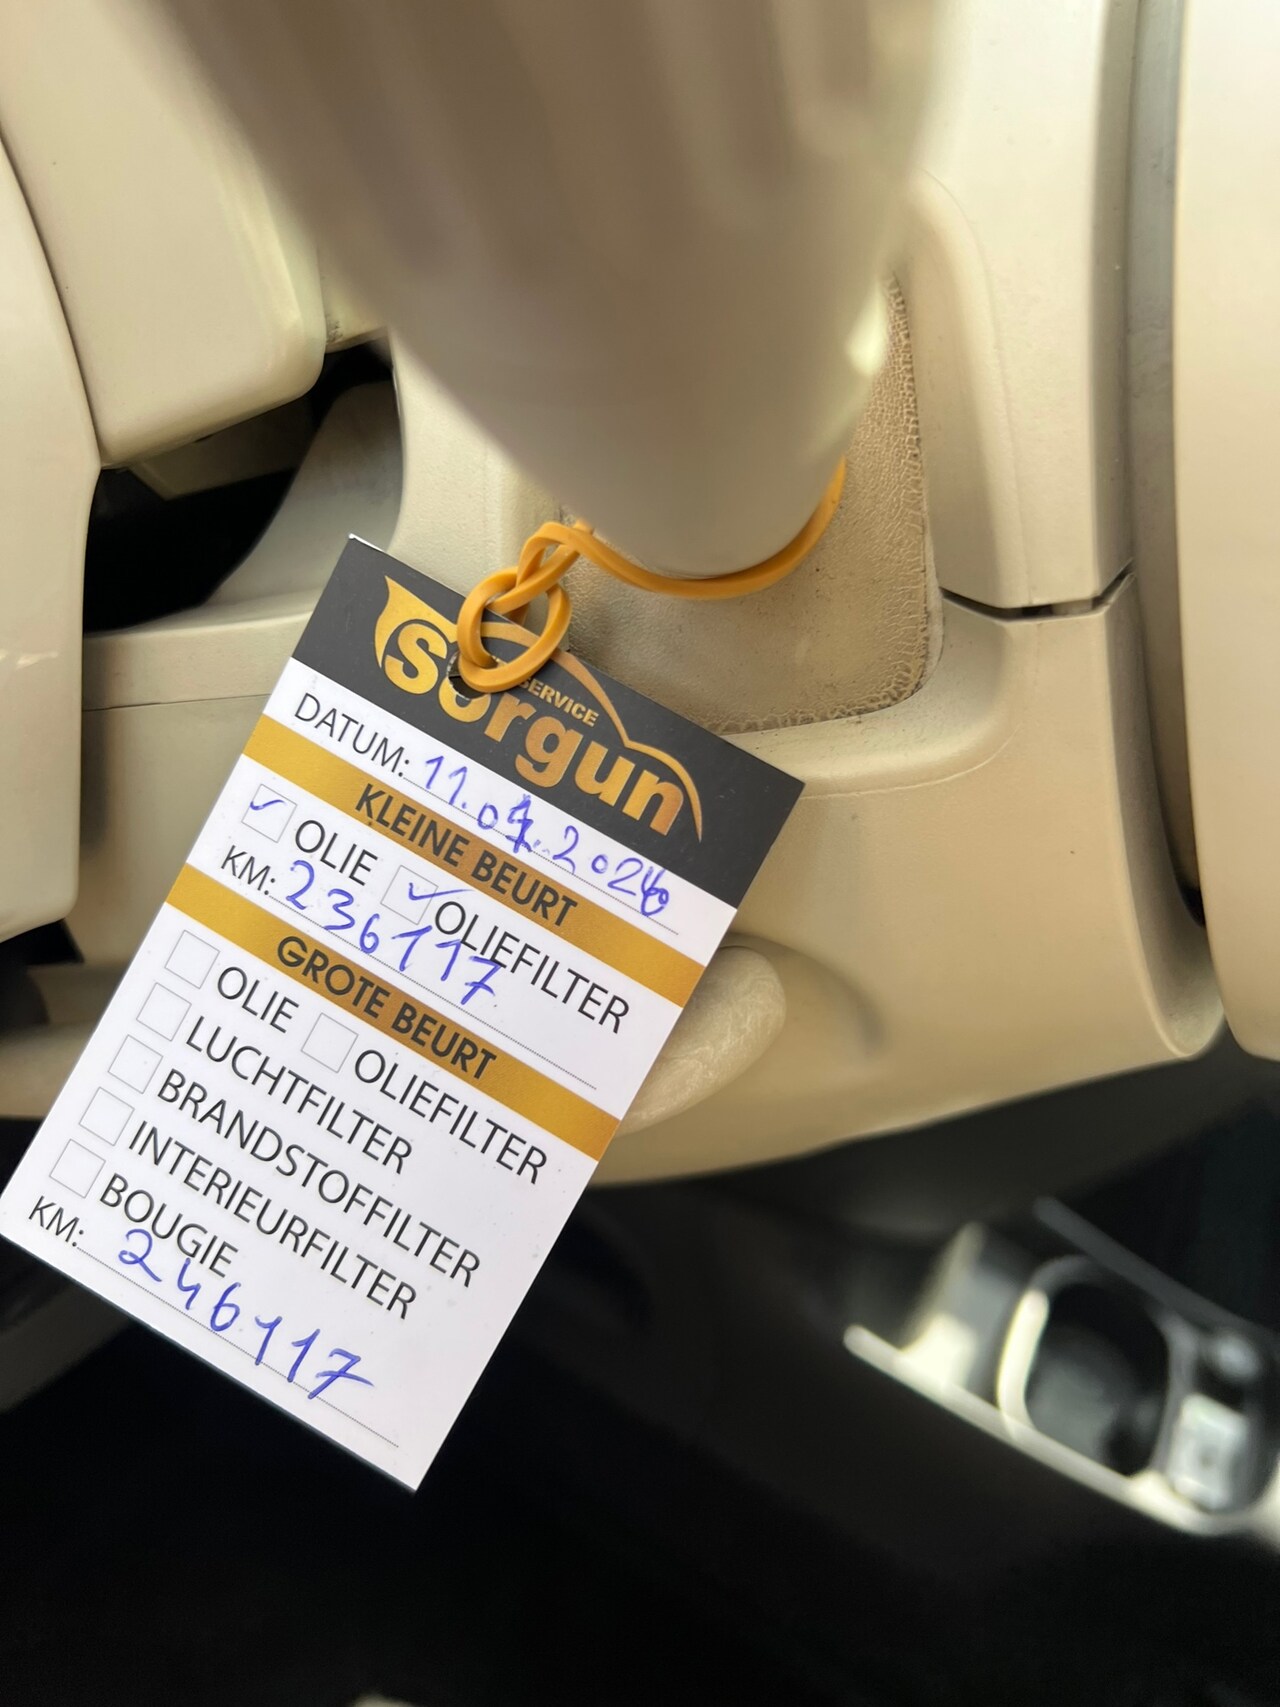 SERVICE
Sorgun
DATUM: 11.07.2026
KLEINE BEURT
OLIE OLIEFILTER
KM: 236117
GROTE BEURT
OLIE OLIEFILTER
LUCHTFILTER
BRANDSTOFFILTER
INTERIEURFILTER
BOUGIE
KM: 246117